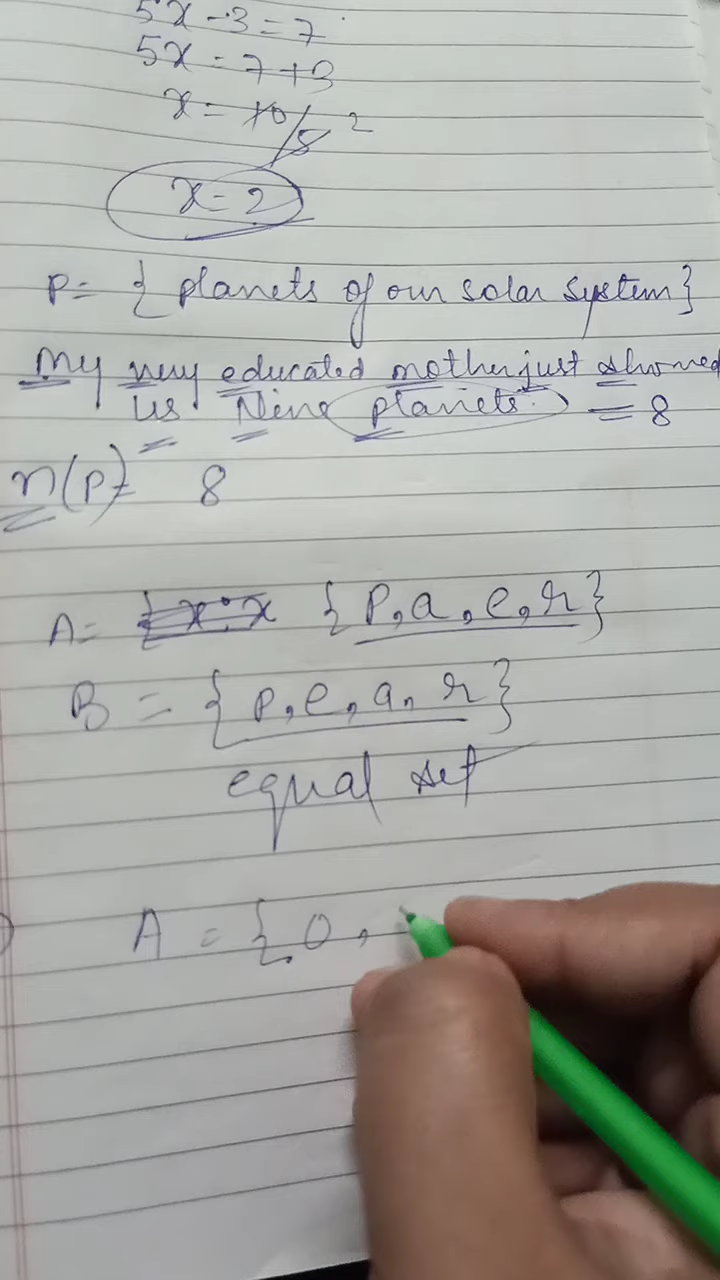 5x - 3 = 7
5x = 7 + 3
x = 10/5 2
x = 2
P = { planets of our solar system}
My very educated mother just showed
us Nine planets. = 8
n(P) = 8
A = {x : x {P, a, e, r}
B = {P, e, a, r}
equal set
A = {0,